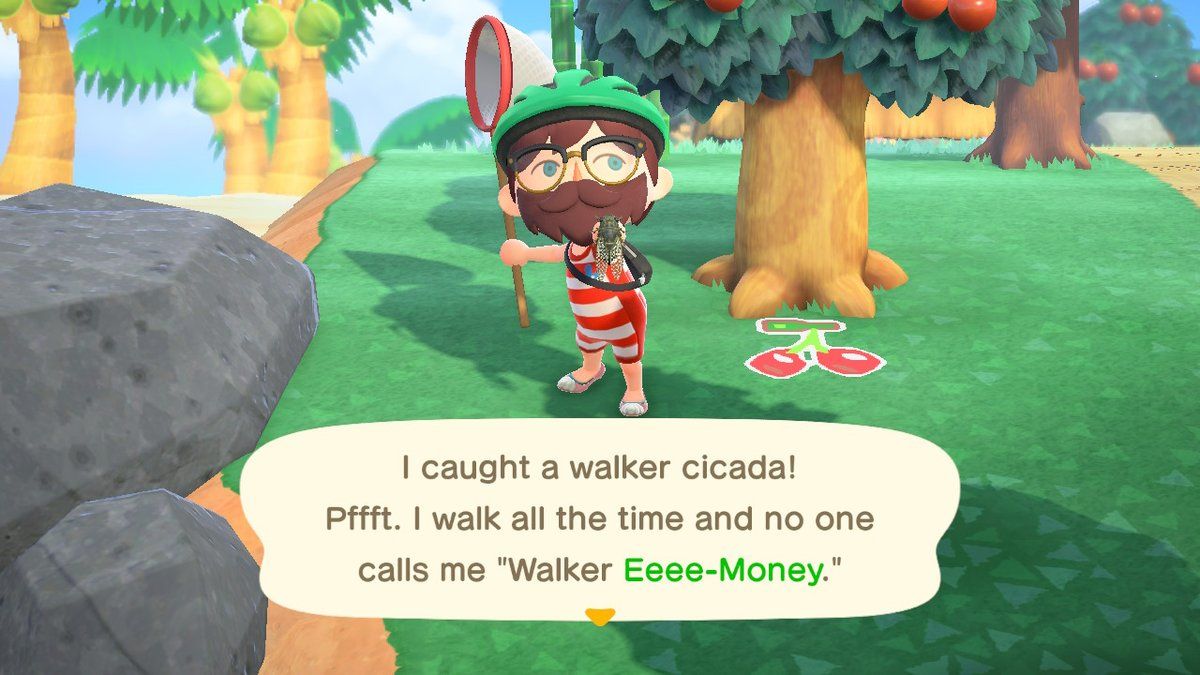 I caught a walker cicada!
Pffft. I walk all the time and no one
calls me "Walker Eeee-Money."